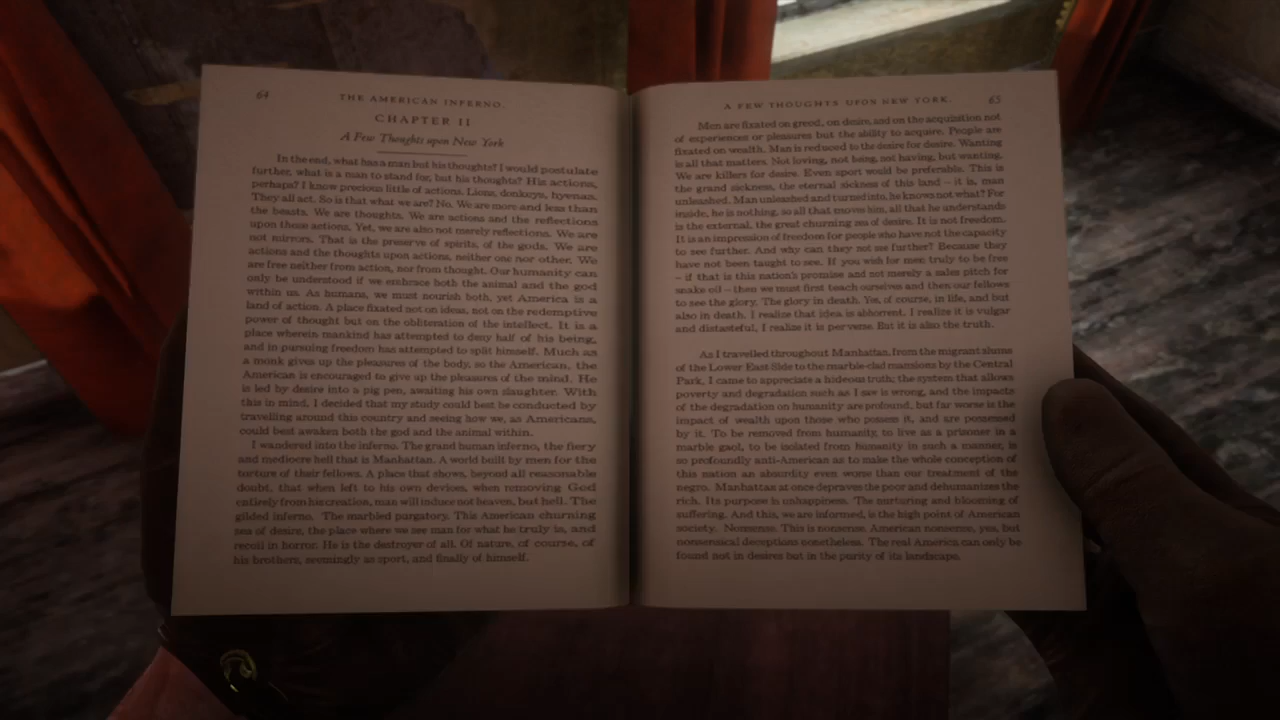 64
THE AMERICAN INFERNO.
CHAPTER II
A Few Thoughts upon New York
In the end, what has a man but his thoughts? I would postulate
further, what is a man to stand for, but his thoughts? His actions,
perhaps? I know precious little of actions. Lions, donkeys, hyenas.
They all act. So is that what we are? No. We are more and less than
the beasts. We are thoughts. We are actions and the reflections
upon those actions. Yet, we are also not merely reflections. We are
not mirrors. That is the preserve of spirits, of the gods. We are
actions and the thoughts upon actions, neither one nor other. We
are free neither from action, nor from thought. Our humanity can
only be understood if we embrace both the animal and the god
within us. As humans, we must nourish both, yet America is a
land of action. A place fixated not on ideas, not on the redemptive
power of thought but on the obliteration of the intellect. It is a
place wherein mankind has attempted to deny half of his being,
and in pursuing freedom has attempted to split himself. Much as
a monk gives up the pleasures of the body, so the American, the
American is encouraged to give up the pleasures of the mind. He
is led by desire into a pig pen, awaiting his own slaughter. With
this in mind, I decided that my study could best be conducted by
travelling around this country and seeing how we, as Americans,
could best awaken both the god and the animal within.
I wandered into the inferno. The grand human inferno, the fiery
and mediocre hell that is Manhattan. A world built by men for the
torture of their fellows. A place that shows, beyond all reasonable
doubt, that when left to his own devices, when removing God
entirely from his creation, man will induce not heaven, but hell. The
gilded inferno. The marbled purgatory. This American churning
sea of desire, the place where we see man for what he truly is, and
recoil in horror. He is the destroyer of all. Of nature, of course, of
his brothers, seemingly as sport, and finally of himself.
A FEW THOUGHTS UPON NEW YORK.
65
Men are fixated on greed, on desire, and on the acquisition not
of experiences or pleasures but the ability to acquire. People are
fixated on wealth. Man is reduced to the desire for desire. Wanting
is all that matters. Not loving, not being, not having, but wanting.
We are killers for desire. Even sport would be preferable. This is
the grand sickness, the eternal sickness of this land – it is, man
unleashed. Man unleashed and turned into, he knows not what? For
inside, he is nothing, so all that moves him, all that he understands
is the external, the great churning sea of desire. It is not freedom.
It is an impression of freedom for people who have not the capacity
to see further. And why can they not see further? Because they
have not been taught to see. If you wish for men truly to be free
– if that is this nation's promise and not merely a sales pitch for
snake oil – then we must first teach ourselves and then our fellows
to see the glory. The glory in death. Yes, of course, in life, and but
also in death. I realize that idea is abhorrent. I realize it is vulgar
and distasteful, I realize it is perverse. But it is also the truth.
As I travelled throughout Manhattan, from the migrant slums
of the Lower East Side to the marble-clad mansions by the Central
Park, I came to appreciate a hideous truth; the system that allows
poverty and degradation such as I saw is wrong, and the impacts
of the degradation on humanity are profound, but far worse is the
impact of wealth upon those who possess it, and are possessed
by it. To be removed from humanity, to live as a prisoner in a
marble gaol, to be isolated from humanity in such a manner, is
so profoundly anti-American as to make the whole conception of
this nation an absurdity even worse than our treatment of the
negro. Manhattan at once depraves the poor and dehumanizes the
rich. Its purpose is unhappiness. The nurturing and blooming of
suffering. And this, we are informed, is the high point of American
society. Nonsense. This is nonsense. American nonsense, yes, but
nonsensical deceptions nonetheless. The real America can only be
found not in desires but in the purity of its landscape.